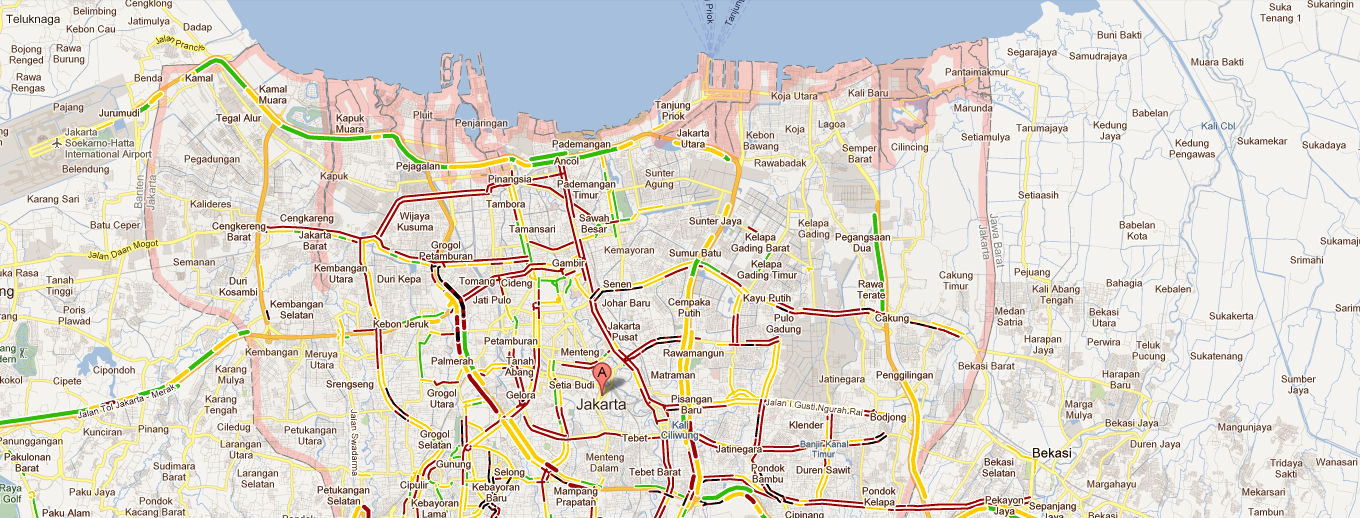 Teluknaga
Belimbing
Cengklong
Jatimulya
Kebon Cau
Dadap
Jalan Prancis
Bojong
Renged
Rawa
Burung
Rawa
Rengas
Benda
Kamal
Pajang
Jurumudi
Jakarta
Soekarno-Hatta
International Airport
Belendung
Kamal
Muara
Tegal Alur
Kapuk
Muara
Pluit
Penjaringan
Pegadungan
Kapuk
Pejagalan
Pademangan
Ancol
Tanjung
Priok
Priok
Jakarta
Utara
Koja Utara
Kali Baru
Koja
Lagoa
Kebon
Bawang
Rawabadak
Semper
Barat
Cilincing
Marunda
Pantaimakmur
Segarajaya
Samudrajaya
Buni Bakti
Muara Bakti
Suka
Tenang 1
Sukaringin
Setiamulya
Tarumajaya
Kedung
Jaya
Babelan
Kali Cbl
Kedung
Pengawas
Sukamekar
Sukadaya
Setiaasih
Karang Sari
Banten
Jakarta
Kalideres
Batu Ceper
Cengkareng
Barat
Cengkareng
Jakarta
Barat
Jalan Daan Mogot
Semanan
Wijaya
Kusuma
Pinangsia
Tambora
Tamansari
Pademangan
Timur
Sunter
Agung
Sawah
Besar
Sunter Jaya
Kemayoran
Sumur Batu
Kelapa
Gading Barat
Kelapa
Gading
Kelapa
Gading Timur
Pegangsaan
Dua
Jawa Barat
Jakarta
Babelan
Kota
Srimahi
Grogol
Petamburan
Gambir
Senen
Kembangan
Utara
Duri Kepa
Tomang
Cideng
Jati Pulo
Johar Baru
Cempaka
Putih
Kayu Putih
Rawa
Terate
Cakung
Timur
Pejuang
Kali Abang
Tengah
Bahagia
Kebalen
Tanah
Tinggi
Duri
Kosambi
Kembangan
Selatan
Poris
Plawad
Kebon Jeruk
Jakarta
Pusat
Pulo
Gadung
Cakung
Medan
Satria
Bekasi
Utara
Sukakerta
Cipondoh
Kembangan
Meruya
Utara
Petamburan
Palmerah
Menteng
Tanah
Abang
Rawamangun
Harapan
Jaya
Perwira
Teluk
Pucung
Sukatenang
Cipete
Karang
Mulya
Srengseng
Setia Budi
A
Matraman
Jatinegara
Penggilingan
Bekasi Barat
Harapan
Baru
Sumber
Jaya
Jalan Tol Jakarta - Merak
Karang
Tengah
Grogol
Utara
Gelora
Jakarta
Pisangan
Baru
Jalan I Gusti Ngurah Rai
Bodjong
Marga
Mulya
Bekasi Jaya
Panunggangan
Kunciran
Pinang
Ciledug
Petukangan
Utara
Jalan Swadarma
Grogol
Selatan
Tebet
Kali
Ciliwung
Klender
Mangunjaya
Pakulonan
Barat
Larangan
Utara
Sudimara
Barat
Gunung
Selong
Menteng
Dalam
Jatinegara
Banjir Kanal
Timur
Bekasi
Duren Jaya
Tridaya
Sakti
Wanasari
Larangan
Selatan
Cipulir
Kebayoran
Baru
Tebet Barat
Pondok
Bambu
Duren Sawit
Bekasi
Selatan
Margahayu
Raya
Golf
Paku Jaya
Pondok
Kacang Barat
Petukangan
Selatan
Kebayoran
Lama
Mampang
Prapatan
Pondok
Kelapa
Pekayon
Jaya
Sepanjang
Mekarsari
Paku Alam
Cipinang
Bekas
Tambun